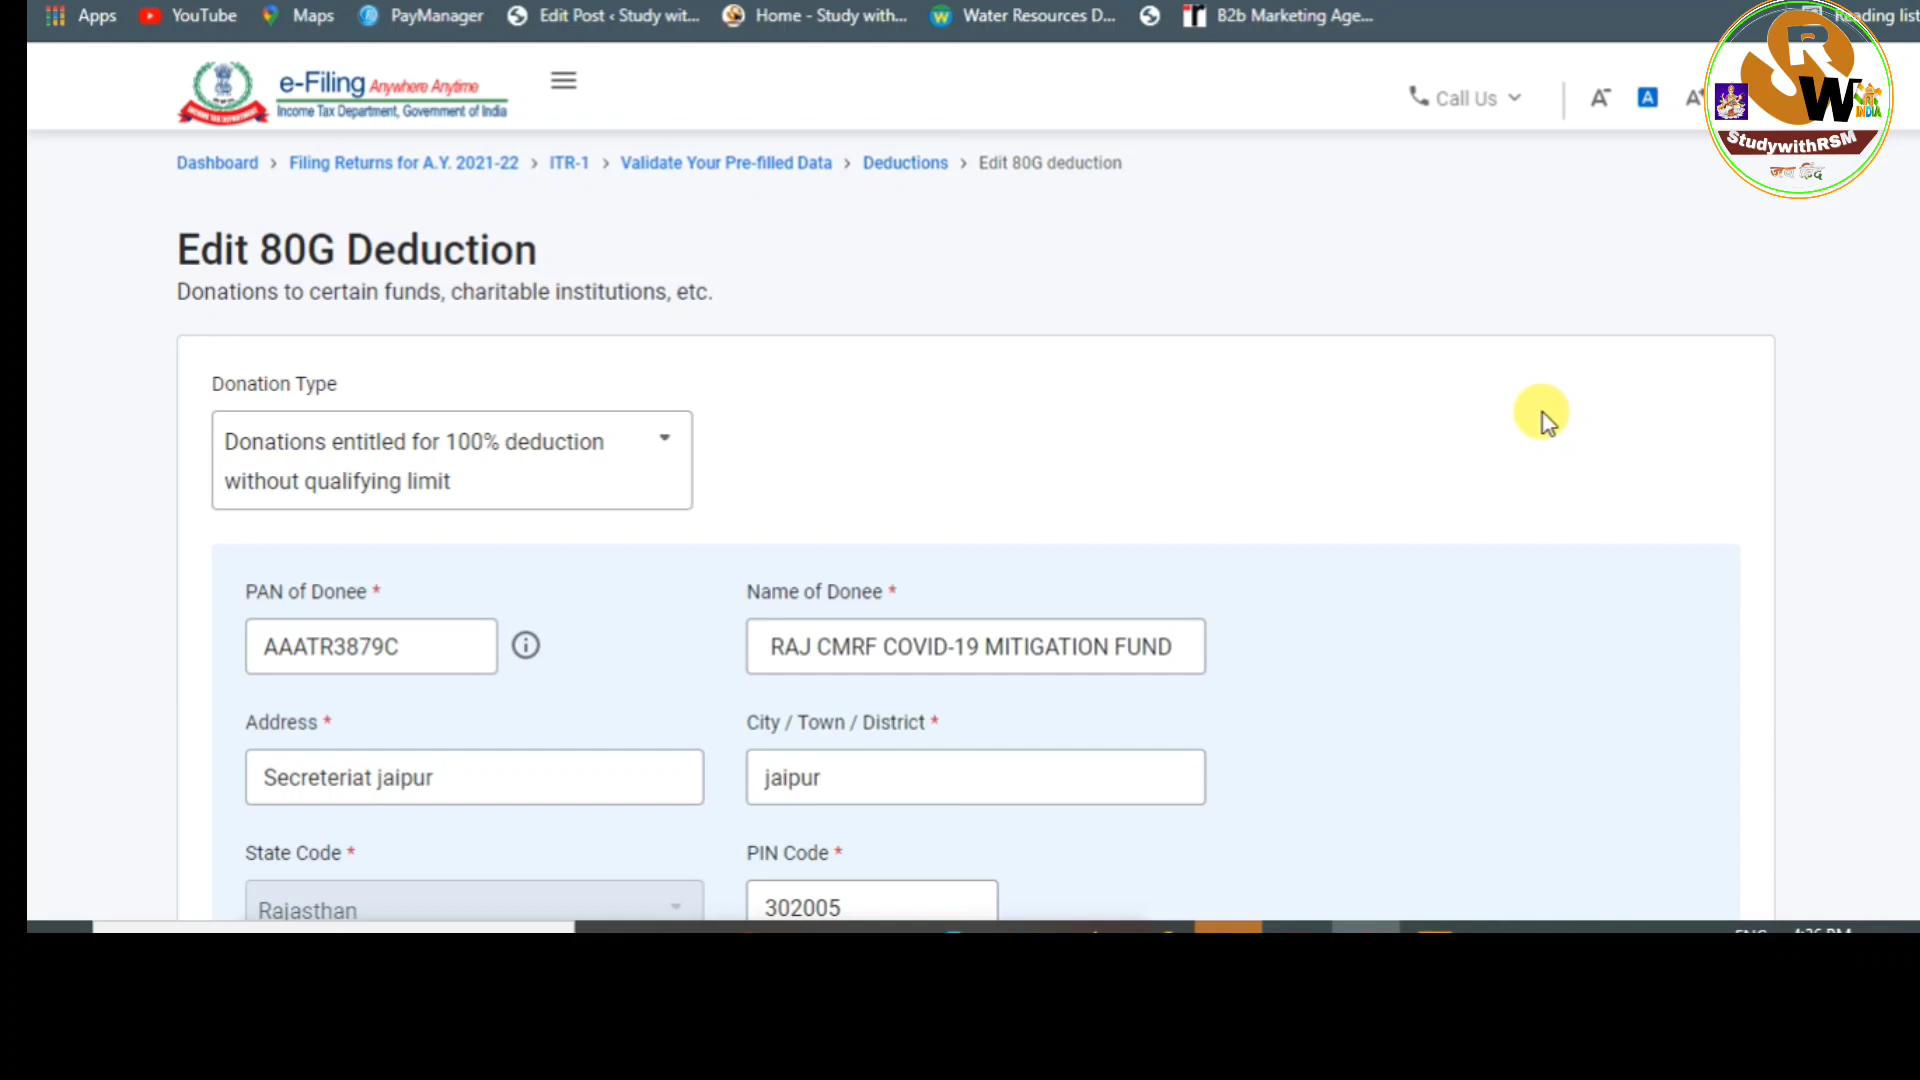 Apps YouTube Maps PayManager Edit Post ‹ Study wit... Home - Study with... Water Resources D... B2b Marketing Age... Reading list
e-Filing Anywhere Anytime
Income Tax Department, Government of India
Call Us
A- A A+
JRW
INDIA
StudywithRSM
जय हिंद
Dashboard > Filing Returns for A.Y. 2021-22 > ITR-1 > Validate Your Pre-filled Data > Deductions > Edit 80G deduction
Edit 80G Deduction
Donations to certain funds, charitable institutions, etc.
Donation Type
Donations entitled for 100% deduction
without qualifying limit
PAN of Donee * Name of Donee *
AAATR3879C RAJ CMRF COVID-19 MITIGATION FUND
Address * City / Town / District *
Secreteriat jaipur jaipur
State Code * PIN Code *
Rajasthan 302005